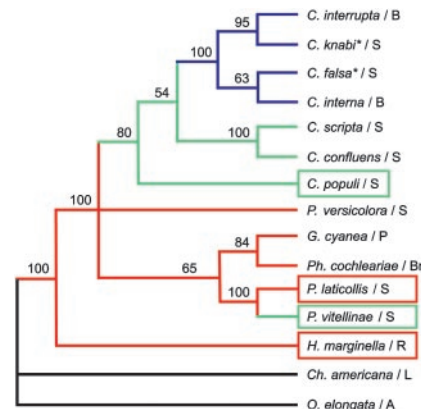 95
C. interrupta / B
C. knabi* / S
100
63
C. falsa* / S
C. interna / B
54
100
C. scripta / S
C. confluens / S
80
C. populi / S
100
P. versicolora / S
84
G. cyanea / P
65
Ph. cochleariae / Br
100
P. laticollis / S
P. vitellinae / S
100
H. marginella / R
Ch. americana / L
O. elongata / A